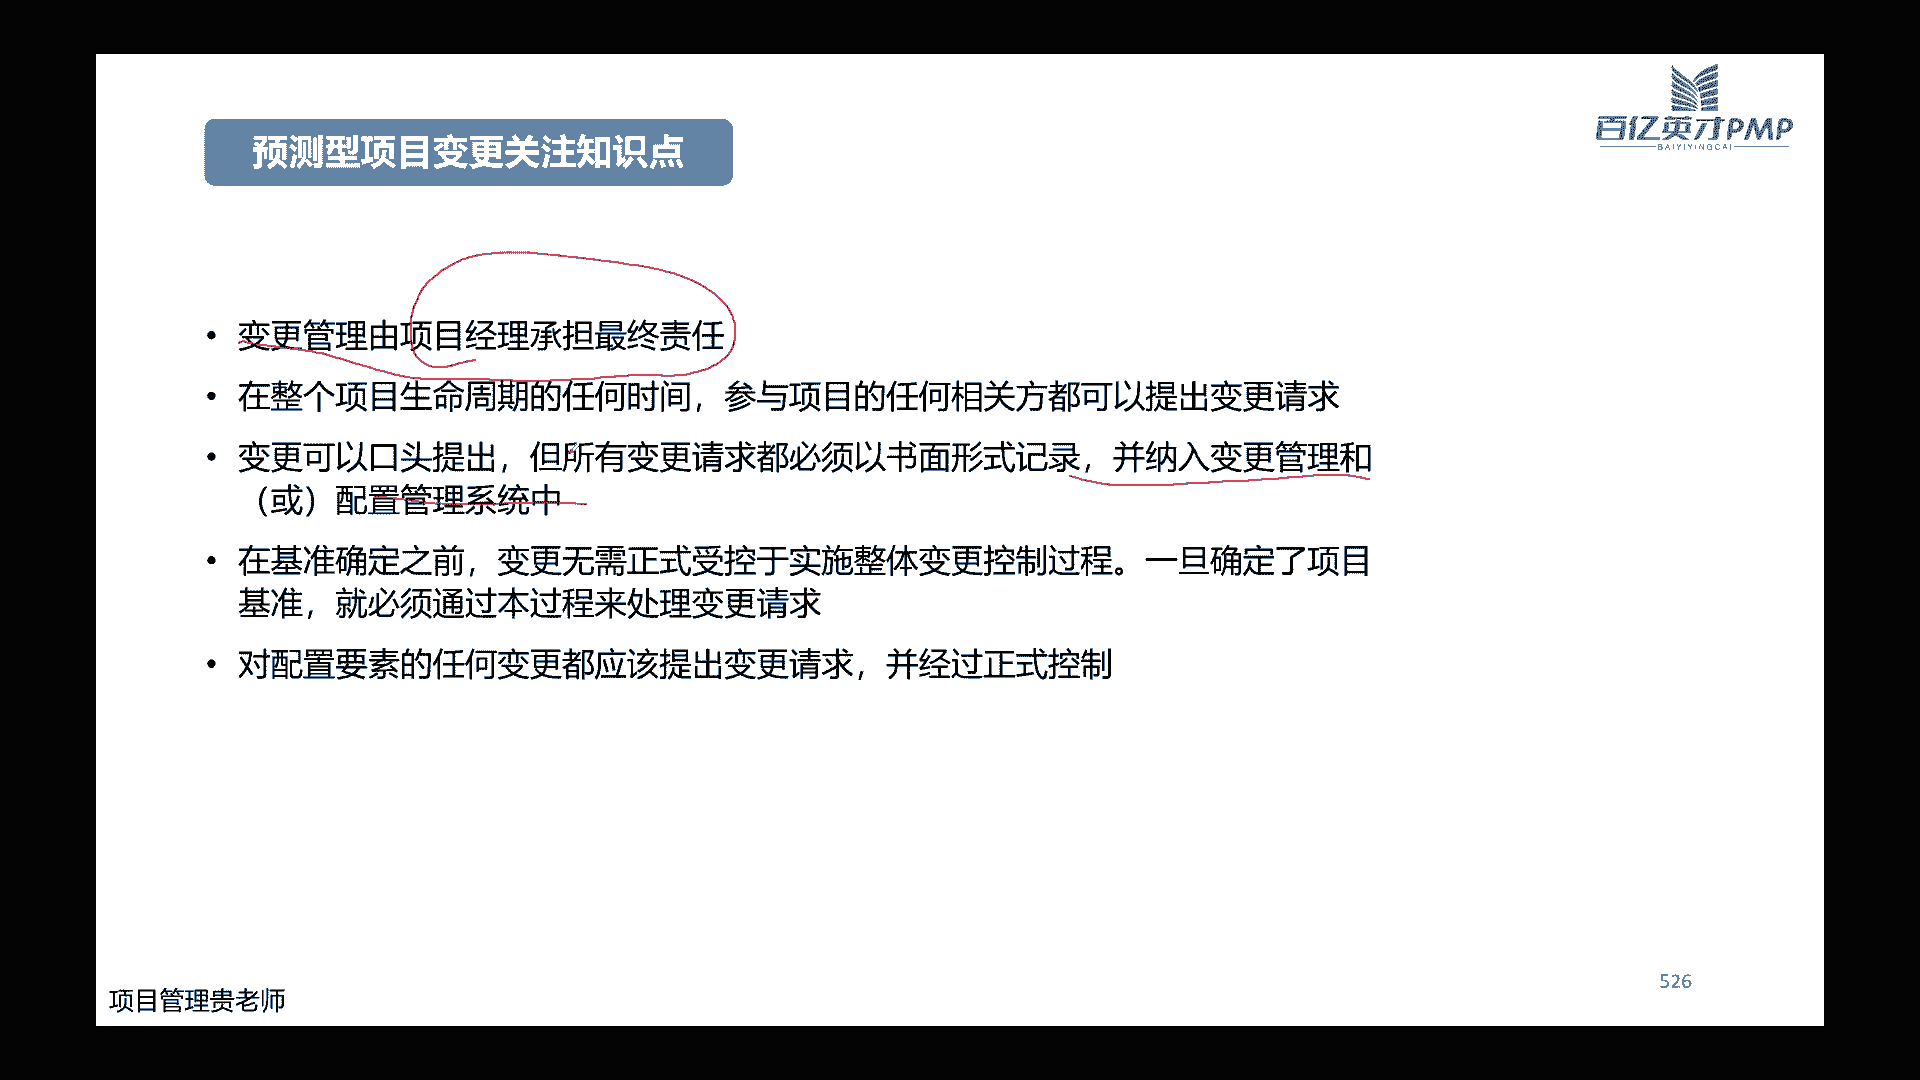 百亿英才PMP
BAIYIYINGCAI
预测型项目变更关注知识点
• 变更管理由项目经理承担最终责任
• 在整个项目生命周期的任何时间，参与项目的任何相关方都可以提出变更请求
• 变更可以口头提出，但所有变更请求都必须以书面形式记录，并纳入变更管理和
（或）配置管理系统中
• 在基准确定之前，变更无需正式受控于实施整体变更控制过程。一旦确定了项目
基准，就必须通过本过程来处理变更请求
• 对配置要素的任何变更都应该提出变更请求，并经过正式控制
526
项目管理贵老师